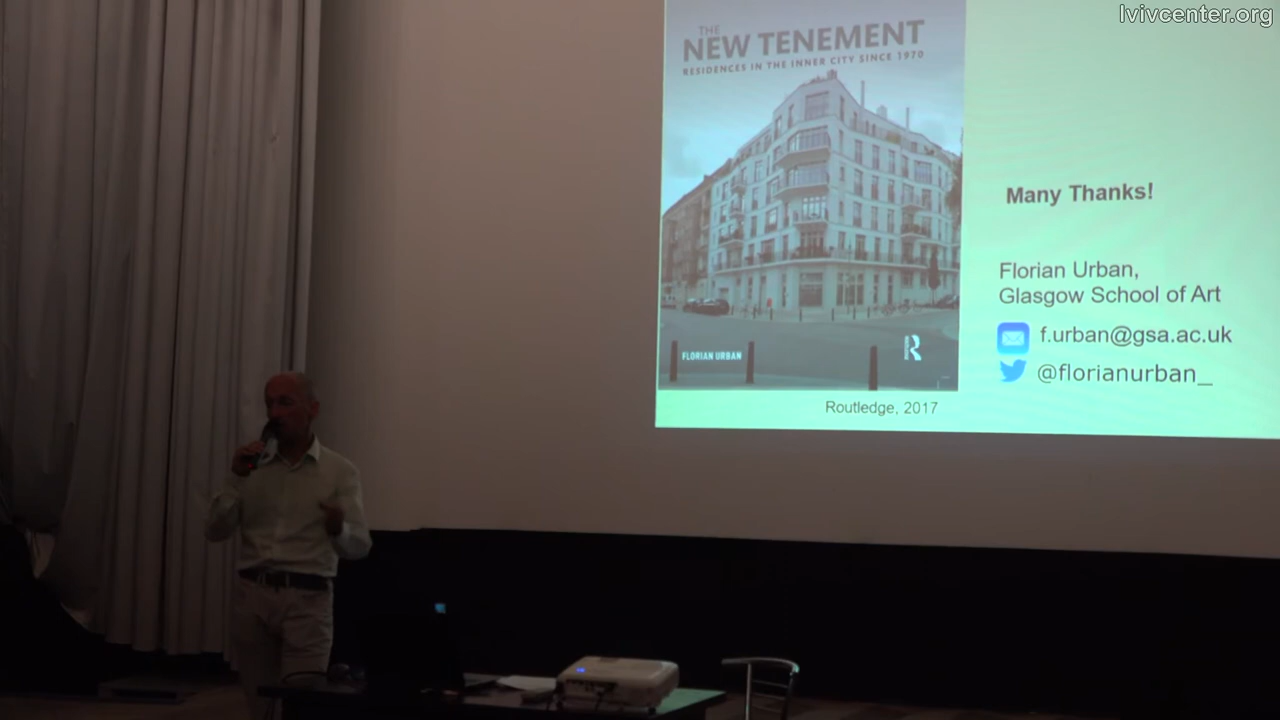 lvivcenter.org
THE
NEW TENEMENT
RESIDENCES IN THE INNER CITY SINCE 1970
FLORIAN URBAN
R
Routledge, 2017
Many Thanks!
Florian Urban,
Glasgow School of Art
f.urban@gsa.ac.uk
@florianurban_